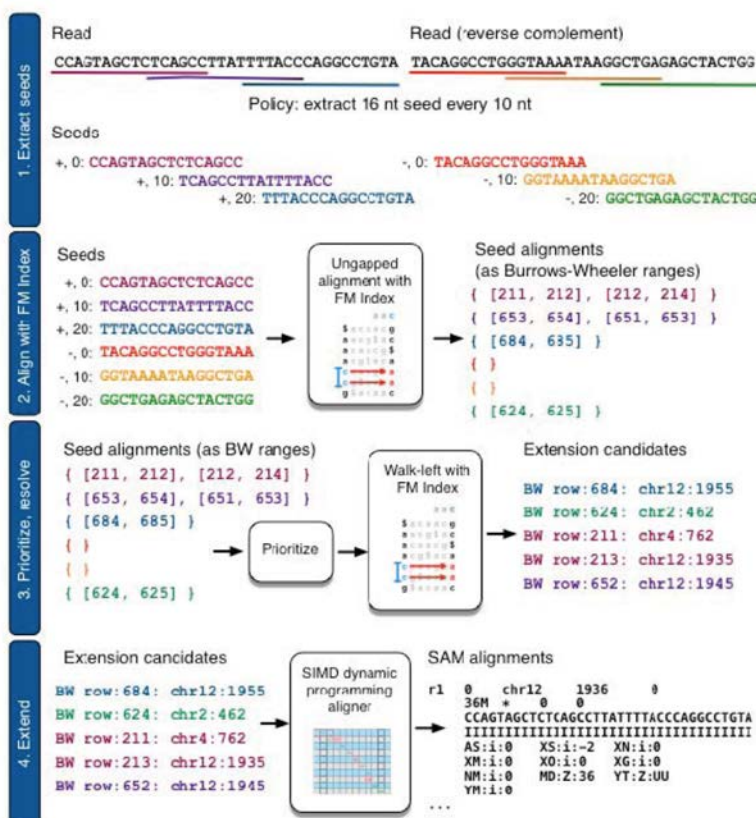 Read
Read (reverse complement)
CCAGTAGCTCTCAGCCTTATTTTACCCAGGCCTGTA
TACAGGCCTGGGTAAAATAAGGCTGAGAGCTACTGG
Policy: extract 16 nt seed every 10 nt
1. Extract seeds
Seeds
+, 0: CCAGTAGCTCTCAGCC
+, 10: TCAGCCTTATTTTACC
+, 20: TTTACCCAGGCCTGTA
-, 0: TACAGGCCTGGGTAAA
-, 10: GGTAAAATAAGGCTGA
-, 20: GGCTGAGAGCTACTGG
2. Align with FM Index
Seeds
+, 0: CCAGTAGCTCTCAGCC
+, 10: TCAGCCTTATTTTACC
+, 20: TTTACCCAGGCCTGTA
-, 0: TACAGGCCTGGGTAAA
-, 10: GGTAAAATAAGGCTGA
-, 20: GGCTGAGAGCTACTGG
Ungapped
alignment with
FM Index
Seed alignments
(as Burrows-Wheeler ranges)
{ [211, 212], [212, 214] }
{ [653, 654], [651, 653] }
{ [684, 685] }
{ }
{ }
{ [624, 625] }
3. Prioritize, resolve
Seed alignments (as BW ranges)
{ [211, 212], [212, 214] }
{ [653, 654], [651, 653] }
{ [684, 685] }
{ }
{ }
{ [624, 625] }
Prioritize
Walk-left with
FM Index
Extension candidates
BW row:684: chr12:1955
BW row:624: chr2:462
BW row:211: chr4:762
BW row:213: chr12:1935
BW row:652: chr12:1945
4. Extend
Extension candidates
BW row:684: chr12:1955
BW row:624: chr2:462
BW row:211: chr4:762
BW row:213: chr12:1935
BW row:652: chr12:1945
SIMD dynamic
programming
aligner
SAM alignments
r1 0 chr12 1936 0
36M * 0 0
CCAGTAGCTCTCAGCCTTATTTTACCCAGGCCTGTA
IIIIIIIIIIIIIIIIIIIIIIIIIIIIIIIIIIII
AS:i:0 XS:i:-2 XN:i:0
XM:i:0 XO:i:0 XG:i:0
NM:i:0 MD:Z:36 YT:Z:UU
YM:i:0
...